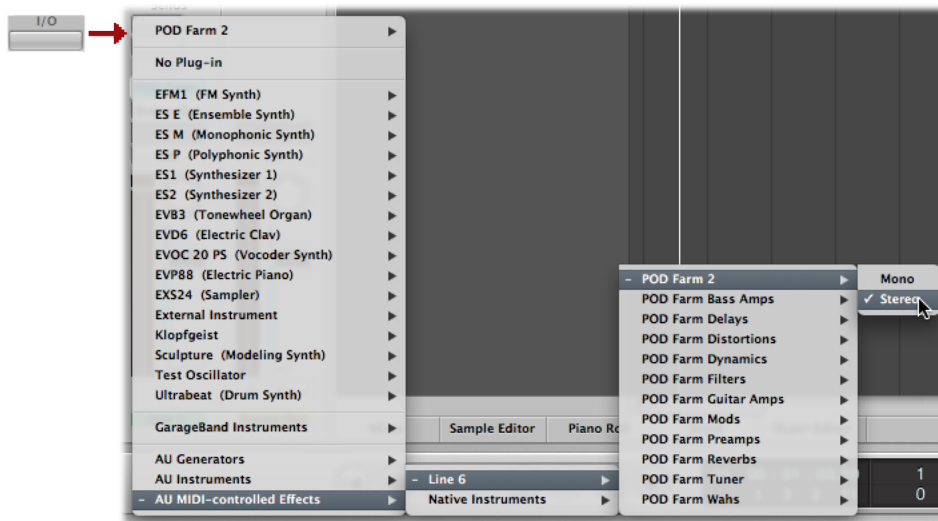 I/O
Sends
POD Farm 2
No Plug-in
EFM1 (FM Synth)
ES E (Ensemble Synth)
ES M (Monophonic Synth)
ES P (Polyphonic Synth)
ES1 (Synthesizer 1)
ES2 (Synthesizer 2)
EVB3 (Tonewheel Organ)
EVD6 (Electric Clav)
EVOC 20 PS (Vocoder Synth)
EVP88 (Electric Piano)
EXS24 (Sampler)
External Instrument
Klopfgeist
Sculpture (Modeling Synth)
Test Oscillator
Ultrabeat (Drum Synth)
GarageBand Instruments
AU Generators
AU Instruments
– AU MIDI-controlled Effects
– Line 6
Native Instruments
– POD Farm 2
POD Farm Bass Amps
POD Farm Delays
POD Farm Distortions
POD Farm Dynamics
POD Farm Filters
POD Farm Guitar Amps
POD Farm Mods
POD Farm Preamps
POD Farm Reverbs
POD Farm Tuner
POD Farm Wahs
Mono
✓ Stereo
Sample Editor
Piano Ro
1
0